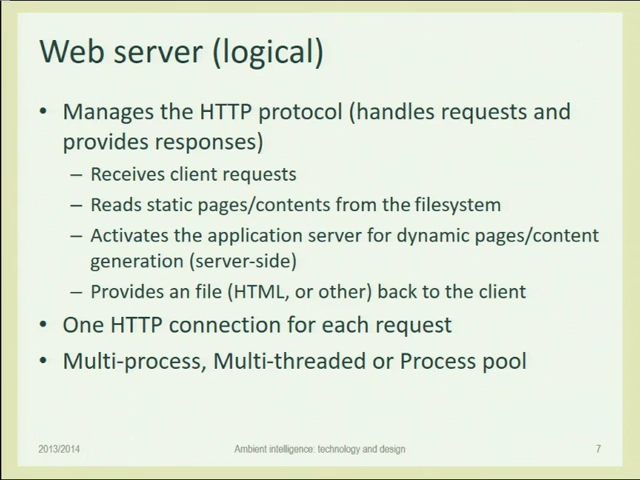 Web server (logical)
• Manages the HTTP protocol (handles requests and
provides responses)
– Receives client requests
– Reads static pages/contents from the filesystem
– Activates the application server for dynamic pages/content
generation (server-side)
– Provides an file (HTML, or other) back to the client
• One HTTP connection for each request
• Multi-process, Multi-threaded or Process pool
2013/2014
Ambient intelligence: technology and design
7